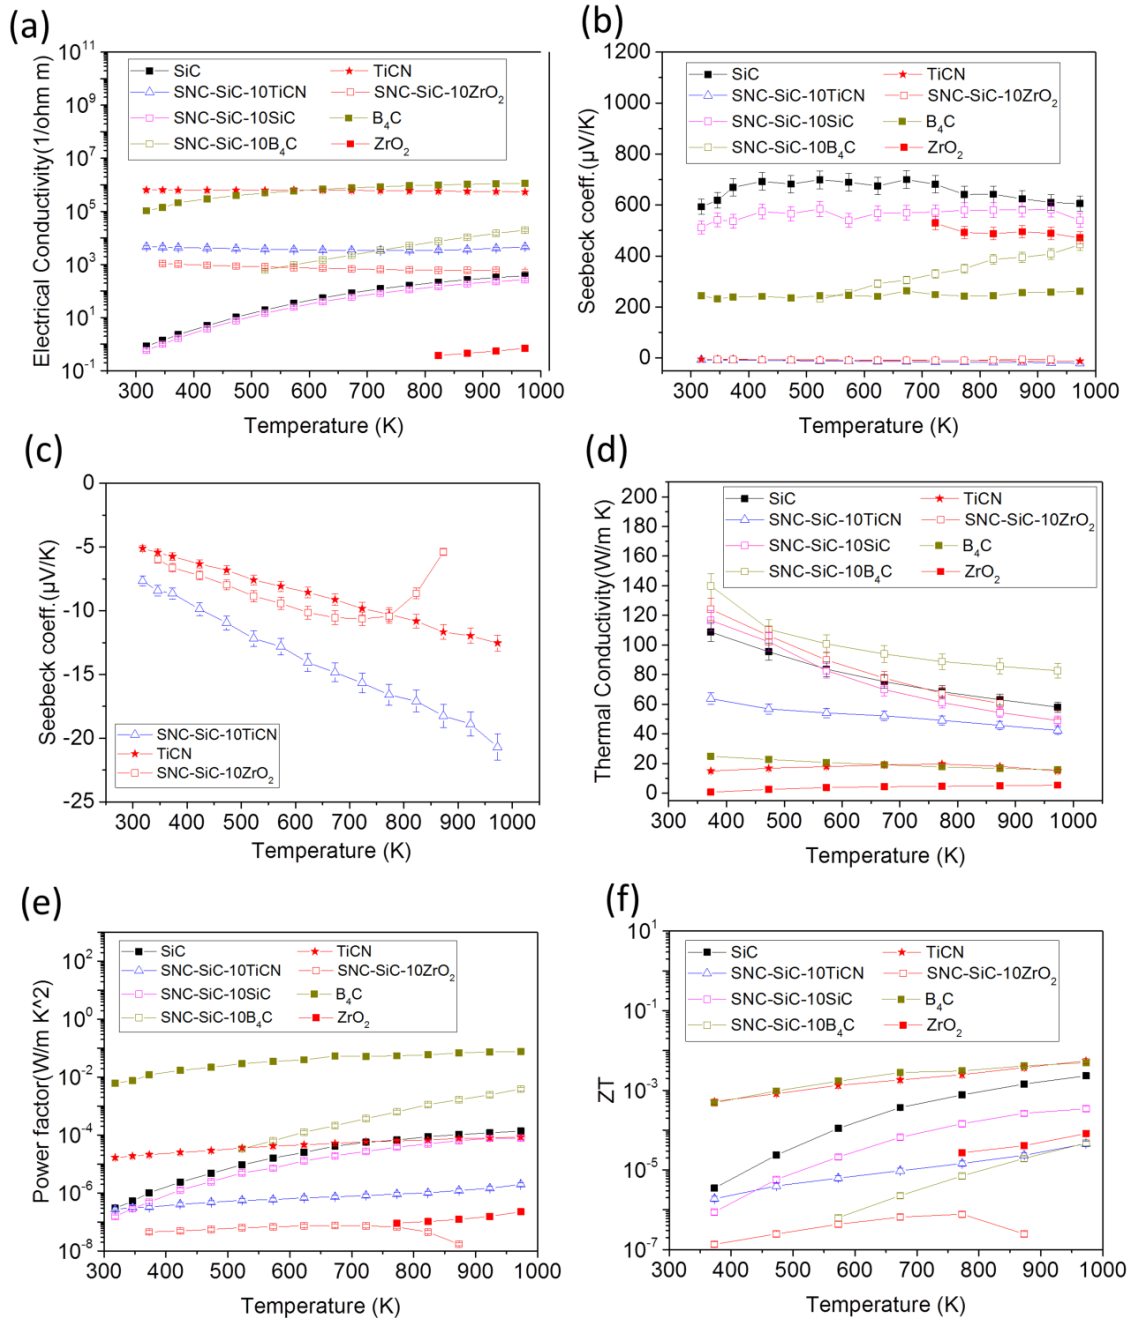 (a)
Electrical Conductivity(1/ohm m)
10^11
10^9
10^7
10^5
10^3
10^1
10^-1
SiC
TiCN
SNC-SiC-10TiCN
SNC-SiC-10ZrO₂
SNC-SiC-10SiC
B₄C
SNC-SiC-10B₄C
ZrO₂
300 400 500 600 700 800 900 1000
Temperature (K)
(b)
Seebeck coeff.(µV/K)
1200
1000
800
600
400
200
0
SiC
TiCN
SNC-SiC-10TiCN
SNC-SiC-10ZrO₂
SNC-SiC-10SiC
B₄C
SNC-SiC-10B₄C
ZrO₂
300 400 500 600 700 800 900 1000
Temperature (K)
(c)
Seebeck coeff.(µV/K)
0
-5
-10
-15
-20
-25
SNC-SiC-10TiCN
TiCN
SNC-SiC-10ZrO₂
300 400 500 600 700 800 900 1000
Temperature (K)
(d)
Thermal Conductivity(W/m K)
200
180
160
140
120
100
80
60
40
20
0
SiC
TiCN
SNC-SiC-10TiCN
SNC-SiC-10ZrO₂
SNC-SiC-10SiC
B₄C
SNC-SiC-10B₄C
ZrO₂
300 400 500 600 700 800 900 1000
Temperature (K)
(e)
Power factor(W/m K^2)
10^2
10^0
10^-2
10^-4
10^-6
10^-8
SiC
TiCN
SNC-SiC-10TiCN
SNC-SiC-10ZrO₂
SNC-SiC-10SiC
B₄C
SNC-SiC-10B₄C
ZrO₂
300 400 500 600 700 800 900 1000
Temperature (K)
(f)
ZT
10^1
10^-1
10^-3
10^-5
10^-7
SiC
TiCN
SNC-SiC-10TiCN
SNC-SiC-10ZrO₂
SNC-SiC-10SiC
B₄C
SNC-SiC-10B₄C
ZrO₂
300 400 500 600 700 800 900 1000
Temperature (K)